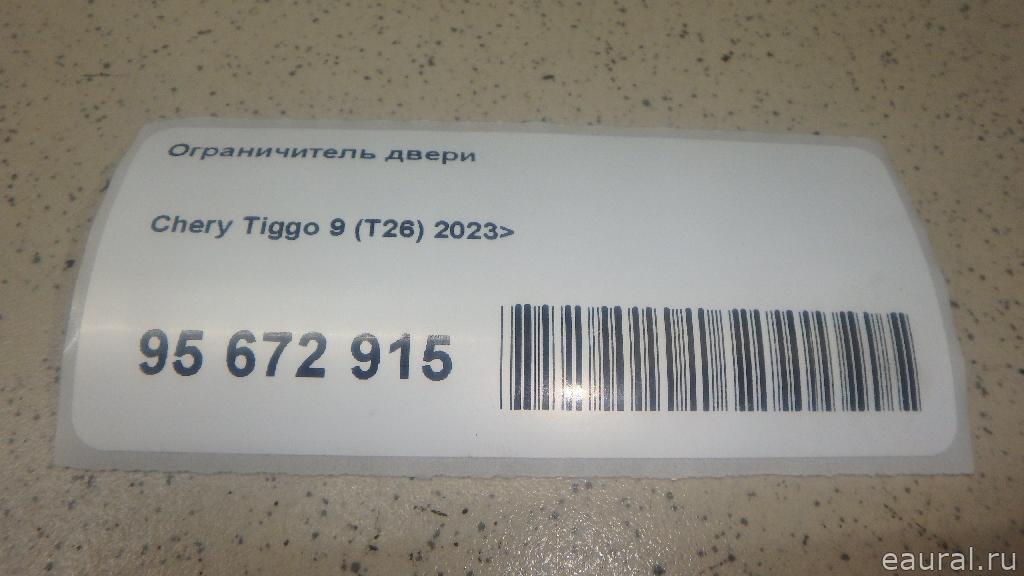 Ограничитель двери
Chery Tiggo 9 (T26) 2023>
95 672 915
eaural.ru